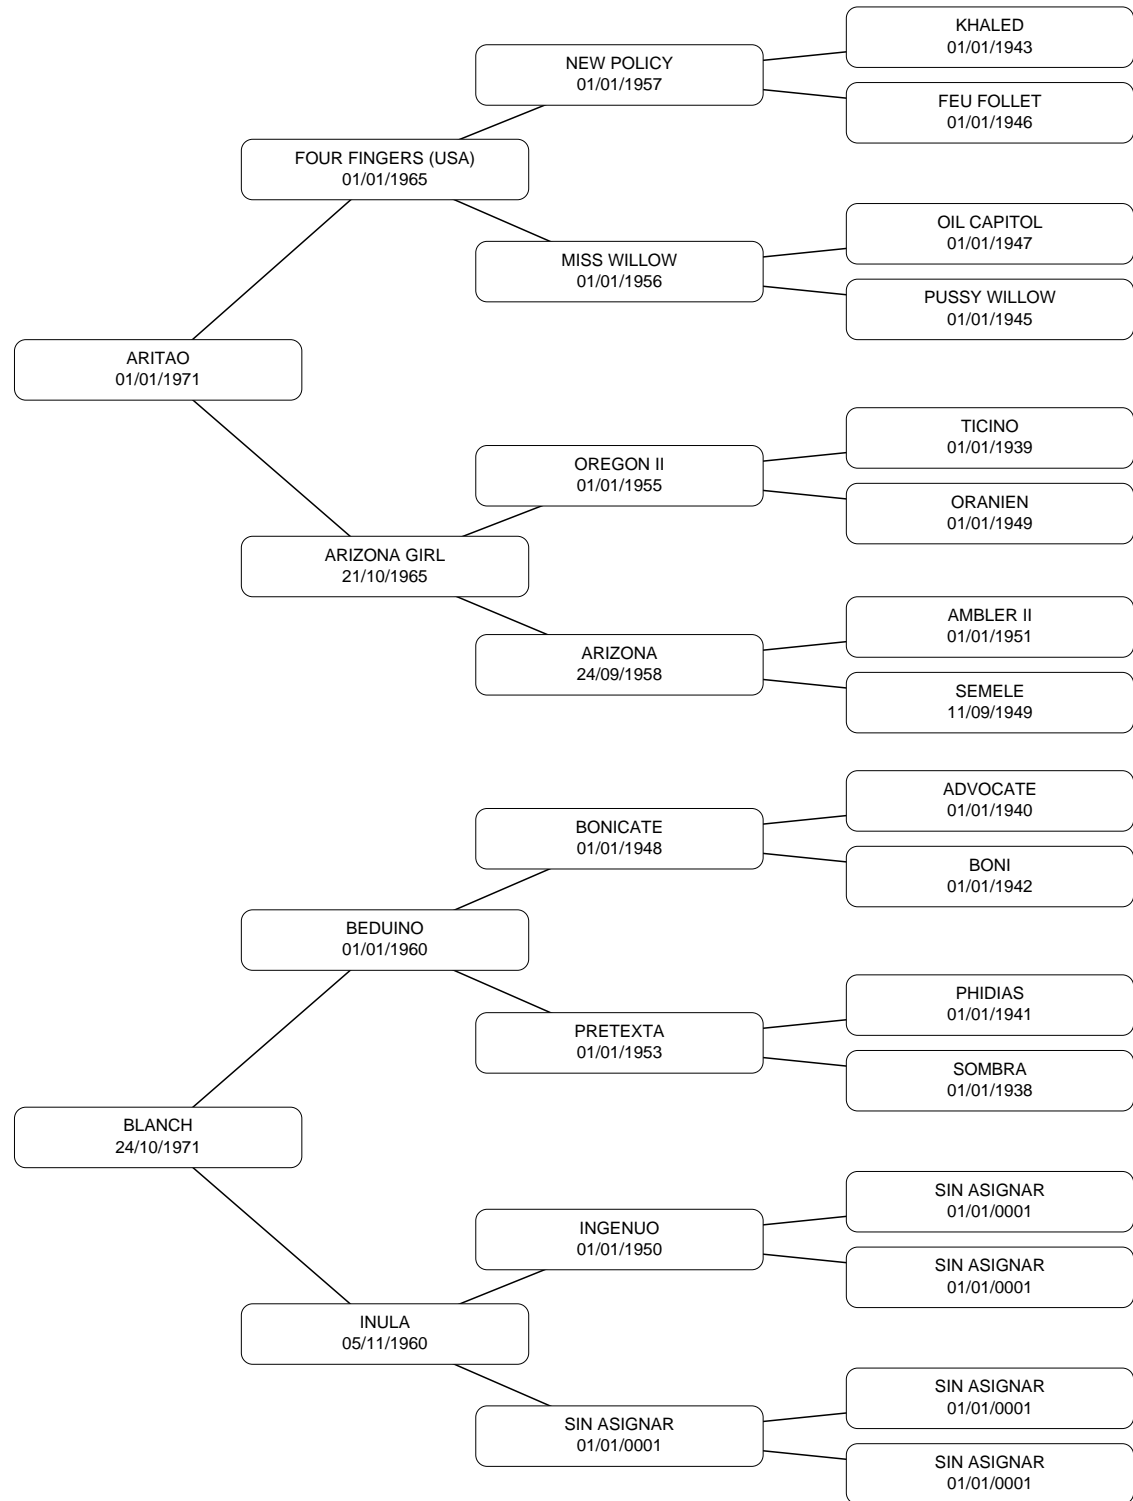 KHALED
01/01/1943
NEW POLICY
01/01/1957
FEU FOLLET
01/01/1946
FOUR FINGERS (USA)
01/01/1965
OIL CAPITOL
01/01/1947
MISS WILLOW
01/01/1956
PUSSY WILLOW
01/01/1945
ARITAO
01/01/1971
TICINO
01/01/1939
OREGON II
01/01/1955
ORANIEN
01/01/1949
ARIZONA GIRL
21/10/1965
AMBLER II
01/01/1951
ARIZONA
24/09/1958
SEMELE
11/09/1949
ADVOCATE
01/01/1940
BONICATE
01/01/1948
BONI
01/01/1942
BEDUINO
01/01/1960
PHIDIAS
01/01/1941
PRETEXTA
01/01/1953
SOMBRA
01/01/1938
BLANCH
24/10/1971
SIN ASIGNAR
01/01/0001
INGENUO
01/01/1950
SIN ASIGNAR
01/01/0001
INULA
05/11/1960
SIN ASIGNAR
01/01/0001
SIN ASIGNAR
01/01/0001
SIN ASIGNAR
01/01/0001